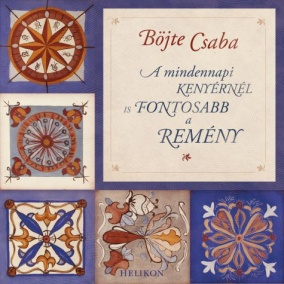 Böjte Csaba
A mindennapi
KENYÉRNÉL
IS FONTOSABB
a
REMÉNY
HELIKON